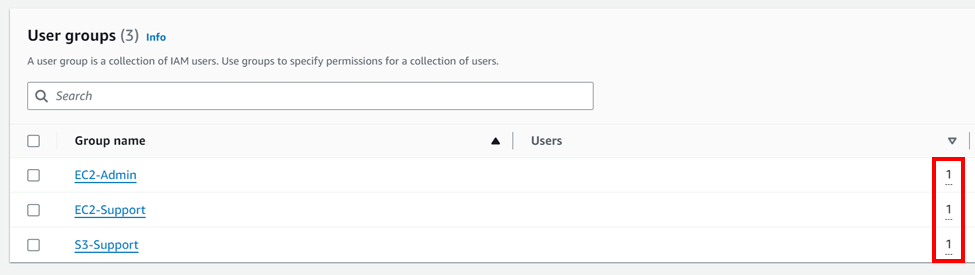 User groups (3) Info
A user group is a collection of IAM users. Use groups to specify permissions for a collection of users.
Search
Group name Users
EC2-Admin 1
EC2-Support 1
S3-Support 1